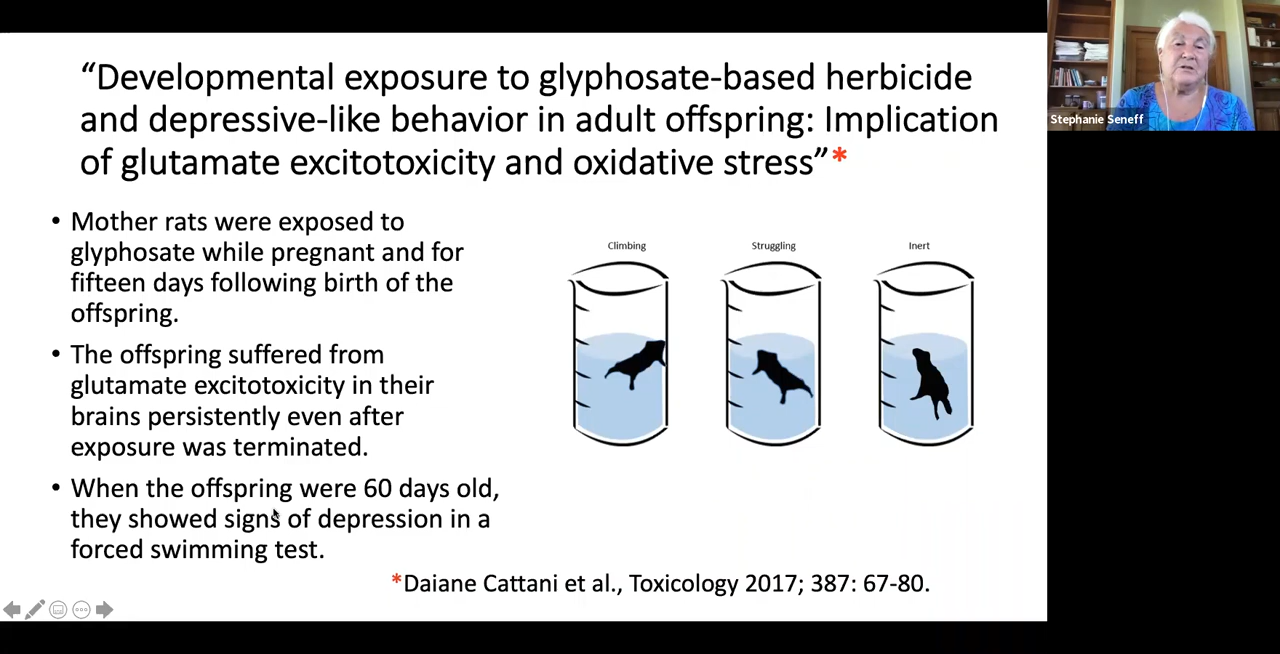 “Developmental exposure to glyphosate-based herbicide
and depressive-like behavior in adult offspring: Implication
of glutamate excitotoxicity and oxidative stress”*
• Mother rats were exposed to
glyphosate while pregnant and for
fifteen days following birth of the
offspring.
• The offspring suffered from
glutamate excitotoxicity in their
brains persistently even after
exposure was terminated.
• When the offspring were 60 days old,
they showed signs of depression in a
forced swimming test.
Climbing
Struggling
Inert
*Daiane Cattani et al., Toxicology 2017; 387: 67-80.
Stephanie Seneff